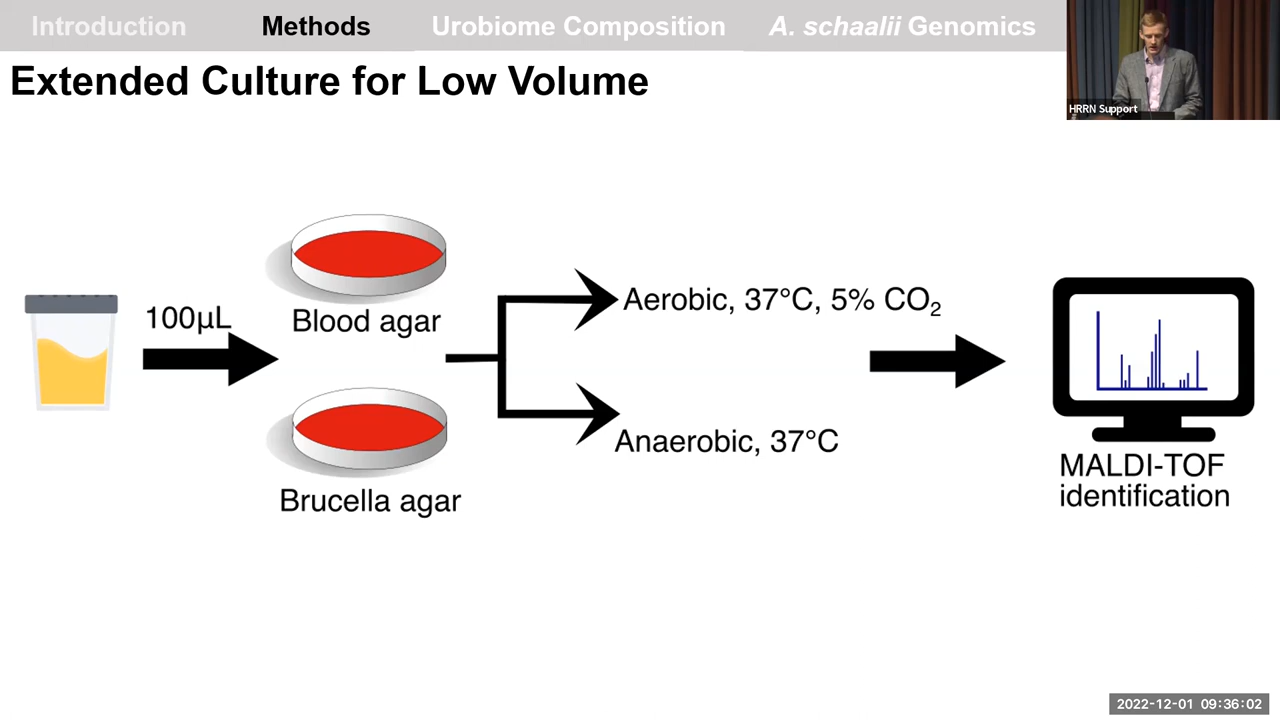 Introduction Methods Urobiome Composition A. schaalii Genomics
HRRN Support
Extended Culture for Low Volume
100µL
Blood agar
Brucella agar
Aerobic, 37°C, 5% CO₂
Anaerobic, 37°C
MALDI-TOF
identification
2022-12-01 09:36:02